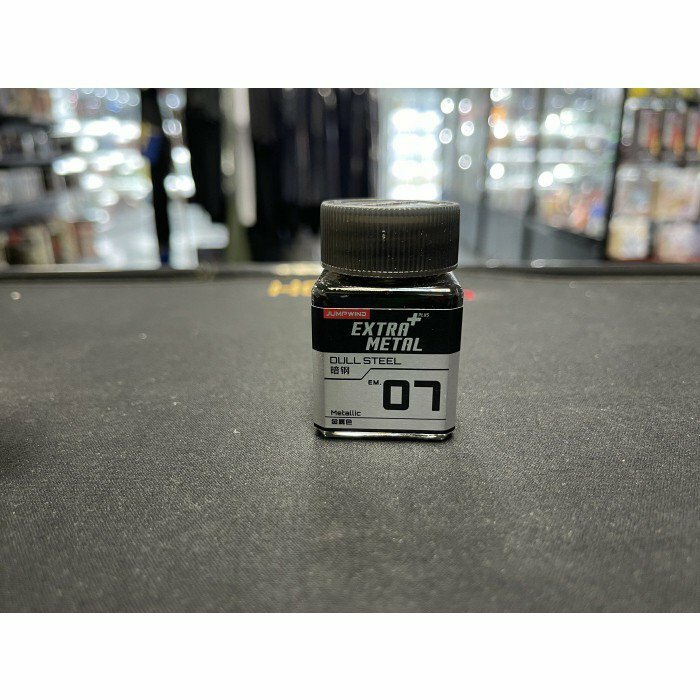 JUMPWIND
EXTRA+
PLUS
METAL
DULL STEEL
暗钢
EM. 07
Metallic
金属色